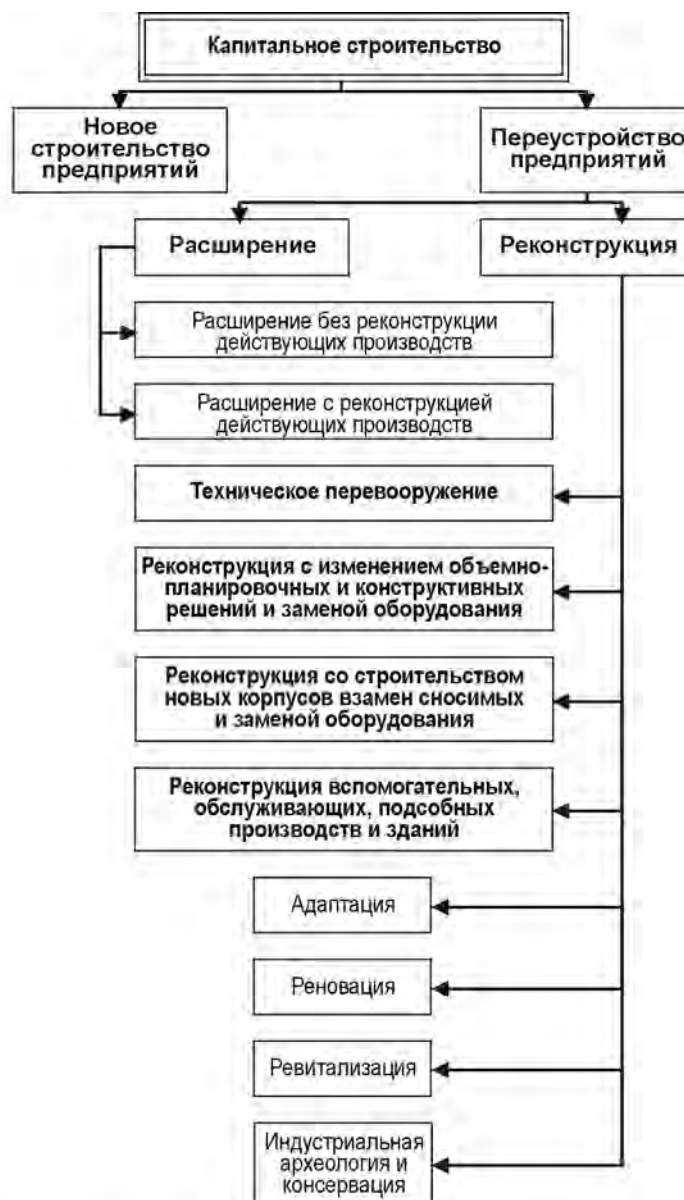 Капитальное строительство
Новое
строительство
предприятий
Переустройство
предприятий
Расширение
Реконструкция
Расширение без реконструкции
действующих производств
Расширение с реконструкцией
действующих производств
Техническое перевооружение
Реконструкция с изменением объемно-
планировочных и конструктивных
решений и заменой оборудования
Реконструкция со строительством
новых корпусов взамен сносимых
и заменой оборудования
Реконструкция вспомогательных,
обслуживающих, подсобных
производств и зданий
Адаптация
Реновация
Ревитализация
Индустриальная
археология и
консервация